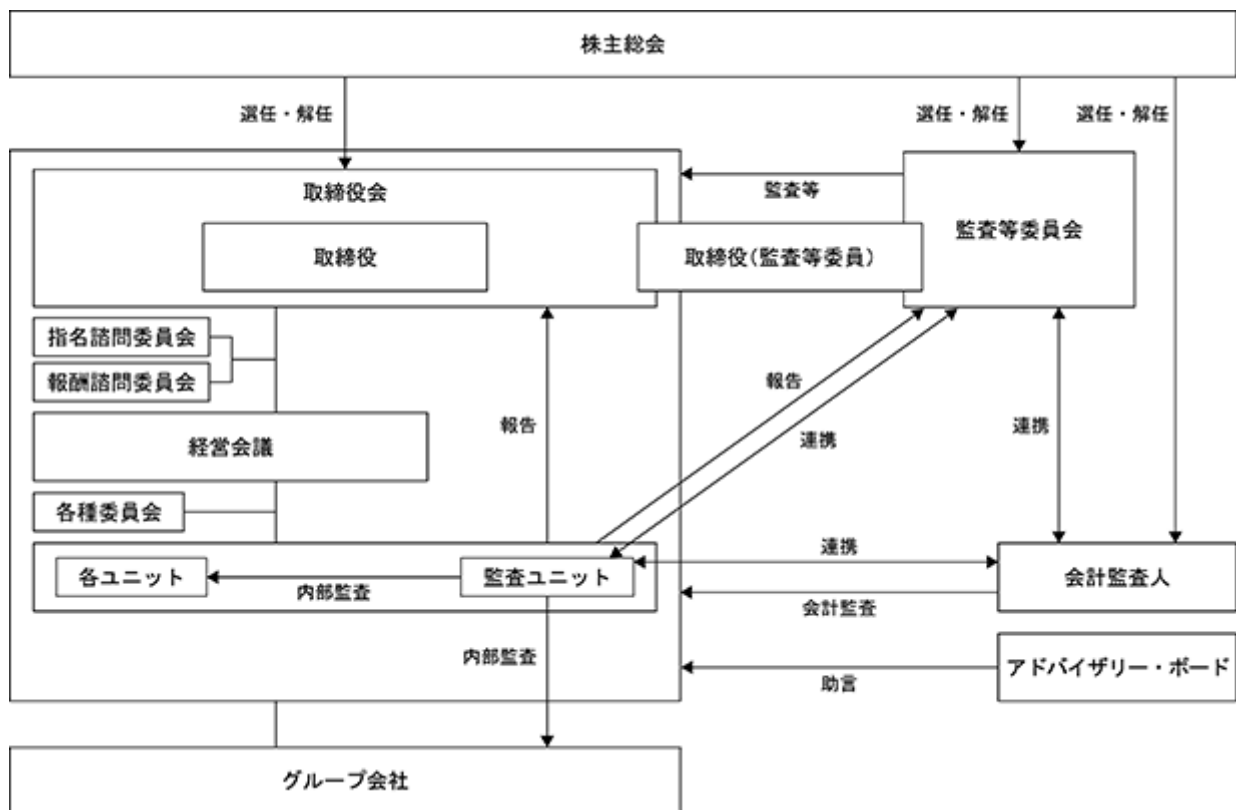 株主総会
選任・解任
選任・解任
選任・解任
取締役会
取締役
監査等
取締役(監査等委員)
監査等委員会
指名諮問委員会
報酬諮問委員会
経営会議
各種委員会
報告
報告
連携
連携
各ユニット
内部監査
監査ユニット
連携
会計監査
会計監査人
内部監査
助言
アドバイザリー・ボード
グループ会社